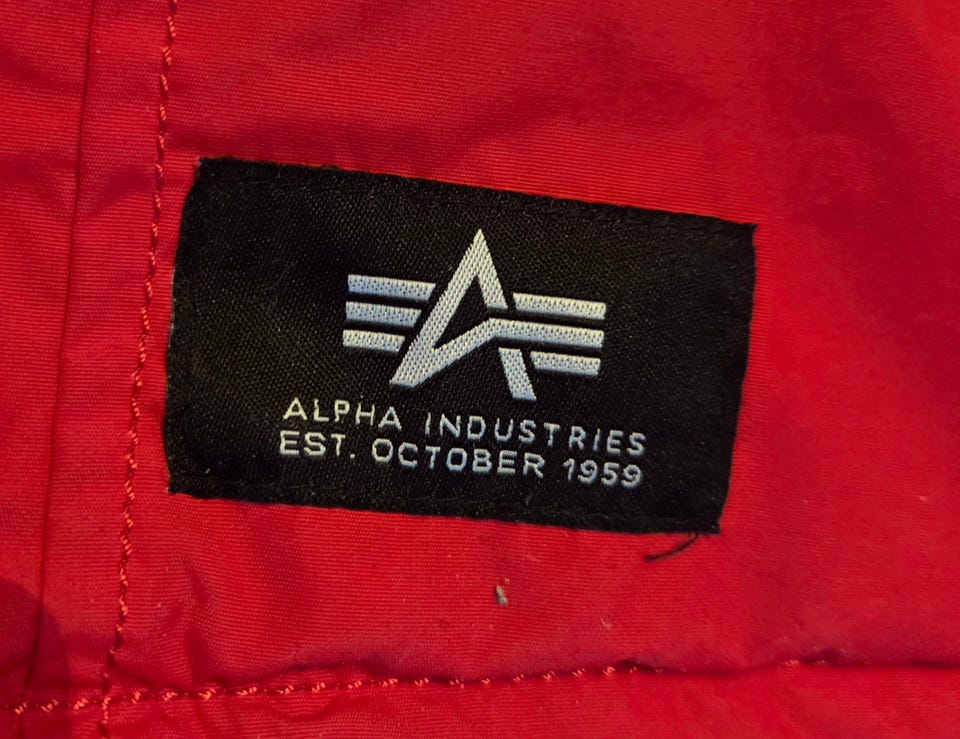 ALPHA INDUSTRIES
EST. OCTOBER 1959